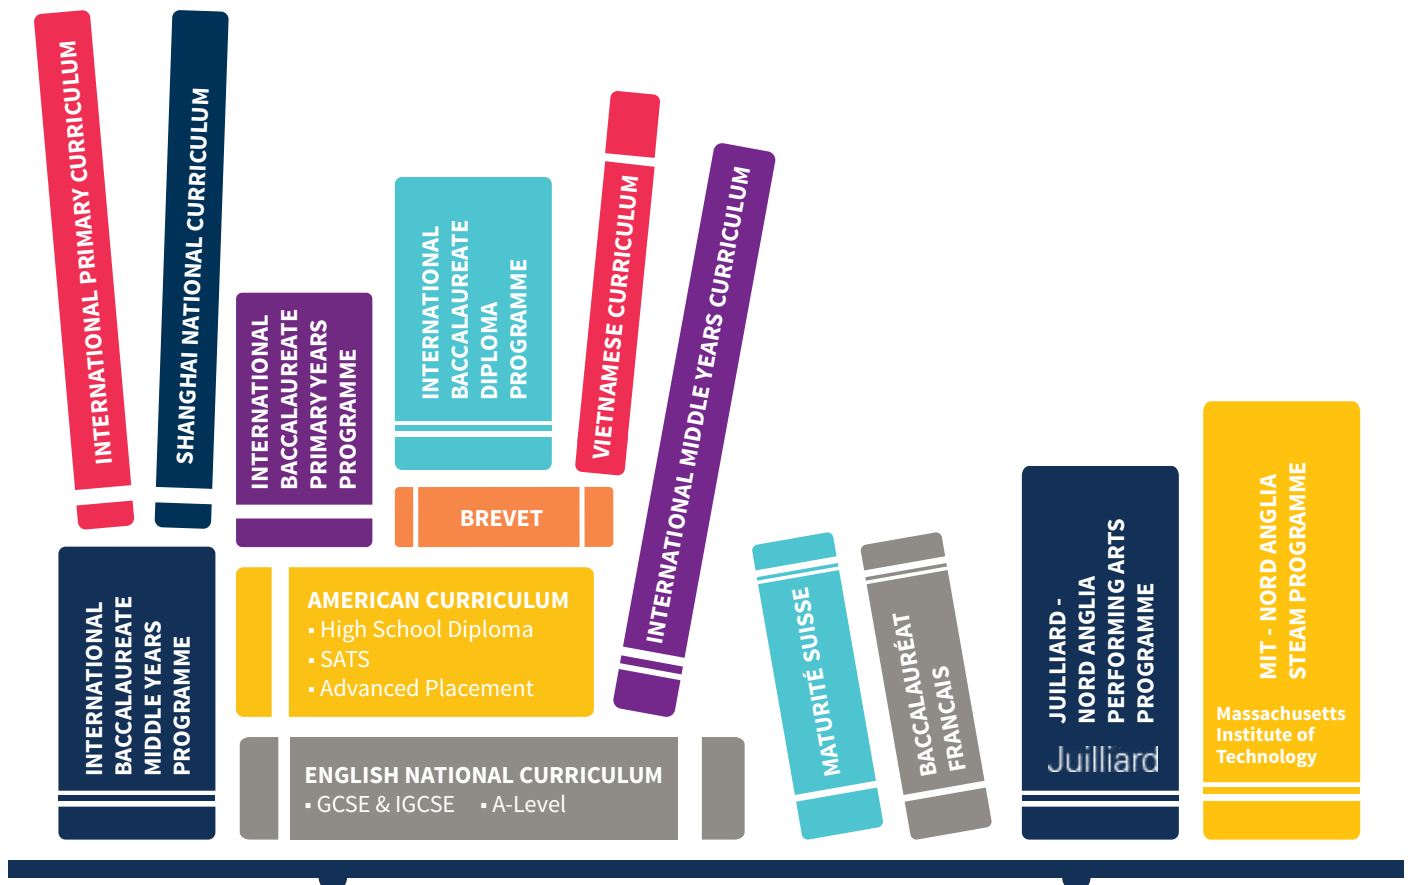 INTERNATIONAL PRIMARY CURRICULUM
SHANGHAI NATIONAL CURRICULUM
INTERNATIONAL
BACCALAUREATE
PRIMARY YEARS
PROGRAMME
INTERNATIONAL
BACCALAUREATE
DIPLOMA
PROGRAMME
VIETNAMESE CURRICULUM
INTERNATIONAL MIDDLE YEARS CURRICULUM
BREVET
INTERNATIONAL
BACCALAUREATE
MIDDLE YEARS
PROGRAMME
AMERICAN CURRICULUM
▪ High School Diploma
▪ SATS
▪ Advanced Placement
ENGLISH NATIONAL CURRICULUM
▪ GCSE & IGCSE ▪ A-Level
MATURITÉ SUISSE
BACCALAURÉAT
FRANCAIS
JUILLIARD -
NORD ANGLIA
PERFORMING ARTS
PROGRAMME
Juilliard
MIT - NORD ANGLIA
STEAM PROGRAMME
Massachusetts
Institute of
Technology